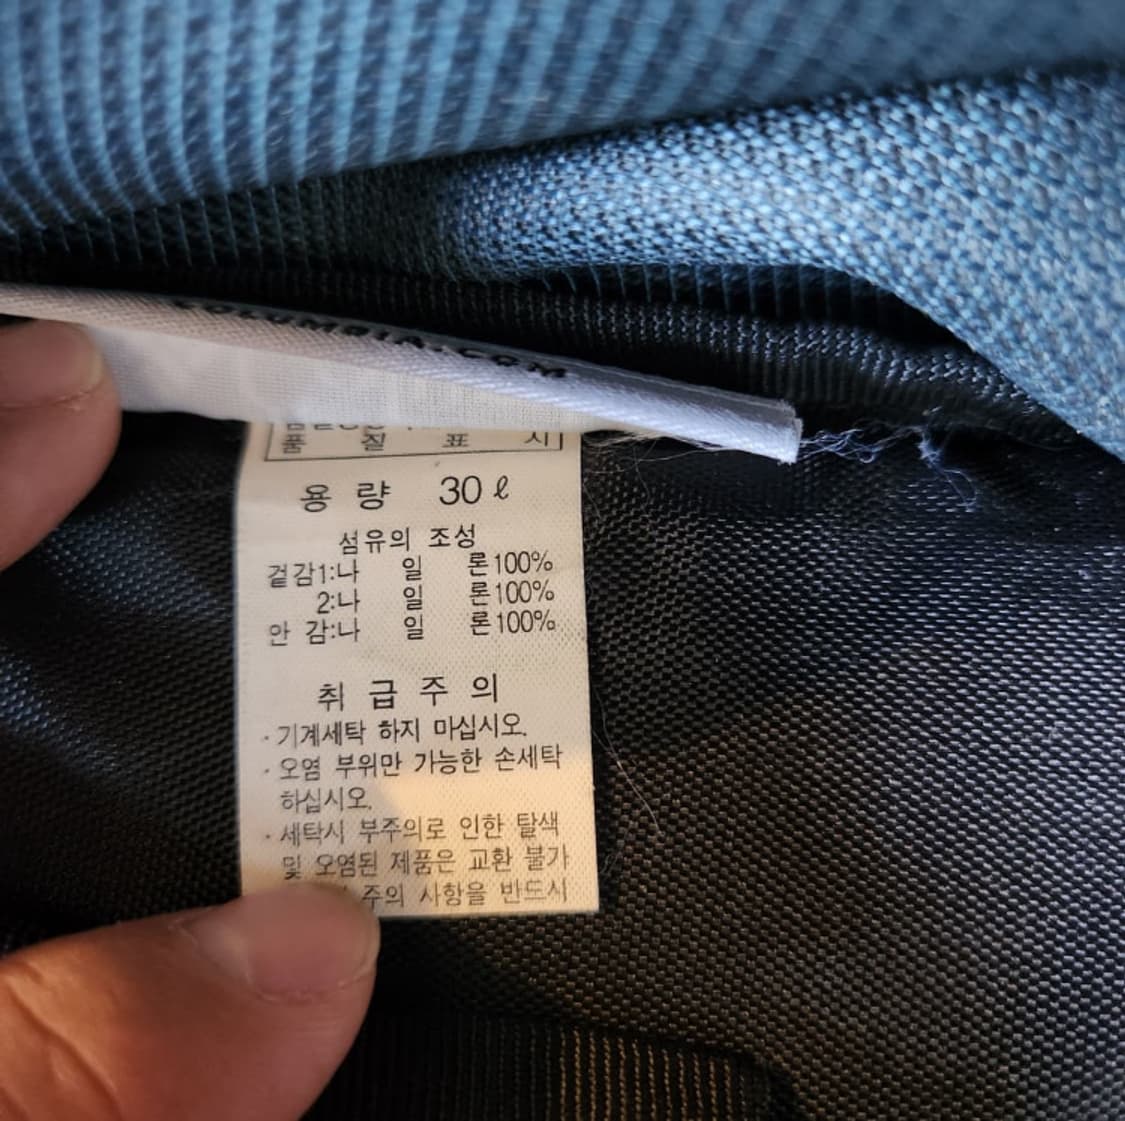 COLUMBIA.COM
품 질 표 시
용 량 30ℓ
섬유의 조성
겉감1:나 일 론100%
2:나 일 론100%
안 감:나 일 론100%
취 급 주 의
· 기계세탁 하지 마십시오.
· 오염 부위만 가능한 손세탁
하십시오.
· 세탁시 부주의로 인한 탈색
및 오염된 제품은 교환 불가
주의 사항을 반드시